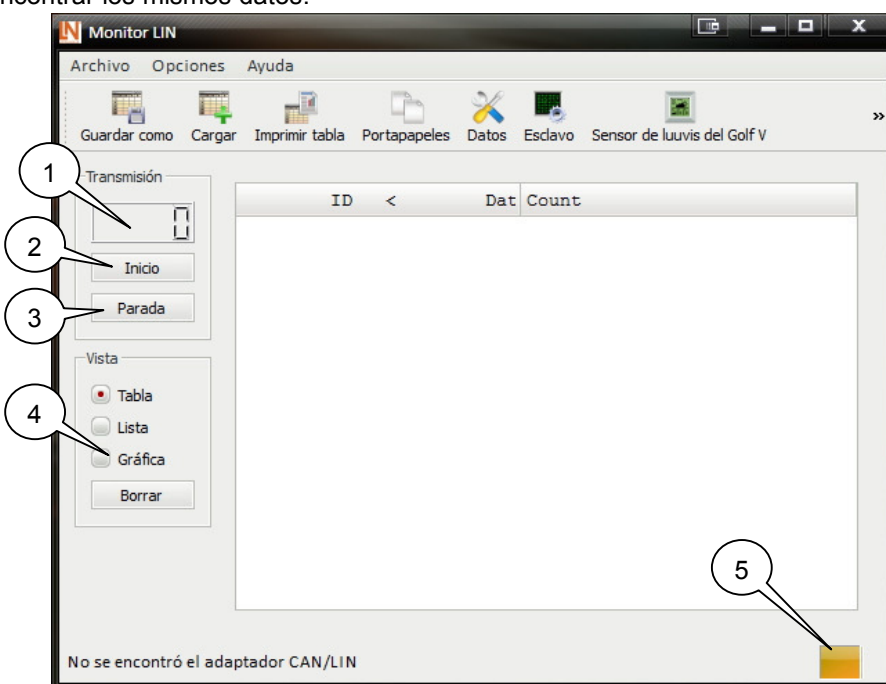 encontrar los mismos datos.
Monitor LIN
Archivo Opciones Ayuda
Guardar como Cargar Imprimir tabla Portapapeles Datos Esclavo Sensor de luuvis del Golf V »
1
Transmisión
0
ID < Dat Count
2
Inicio
3
Parada
Vista
Tabla
4
Lista
Gráfica
Borrar
5
No se encontró el adaptador CAN/LIN